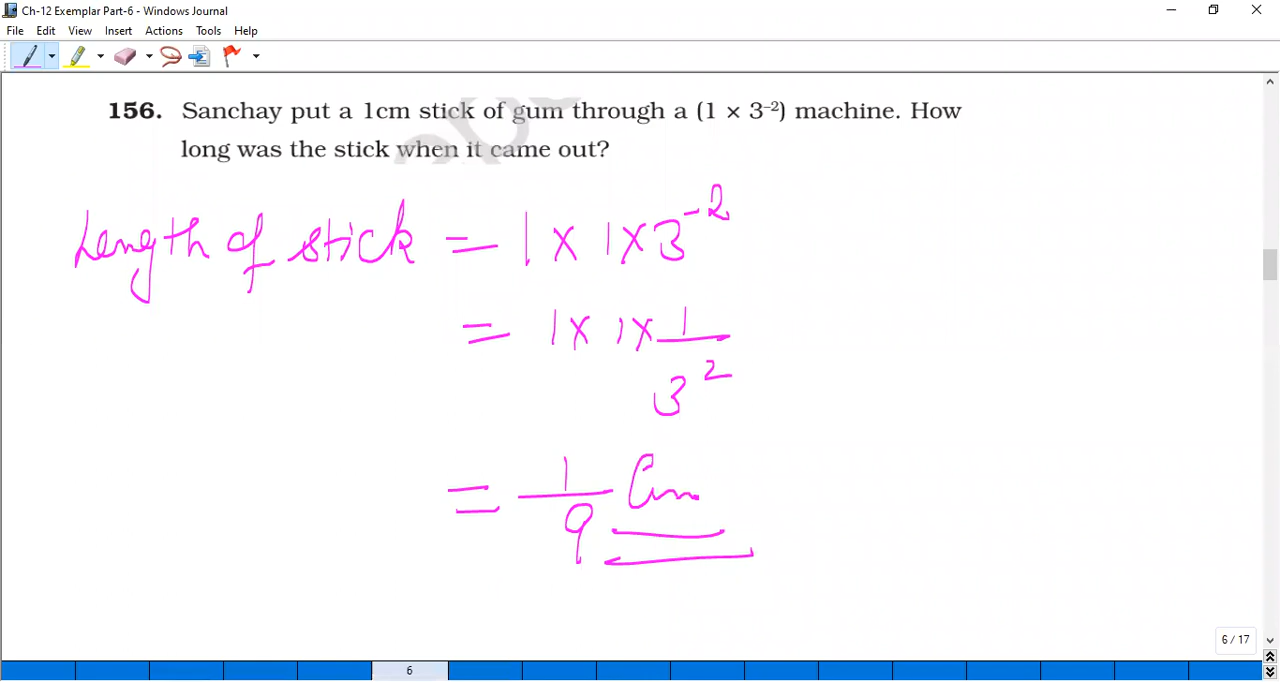 Ch-12 Exemplar Part-6 - Windows Journal
File Edit View Insert Actions Tools Help
156. Sanchay put a 1cm stick of gum through a (1 × 3⁻²) machine. How
long was the stick when it came out?
Length of stick = 1 × 1 × 3⁻²
= 1 × 1 × 1/3²
= 1/9 Cm
6 / 17
6